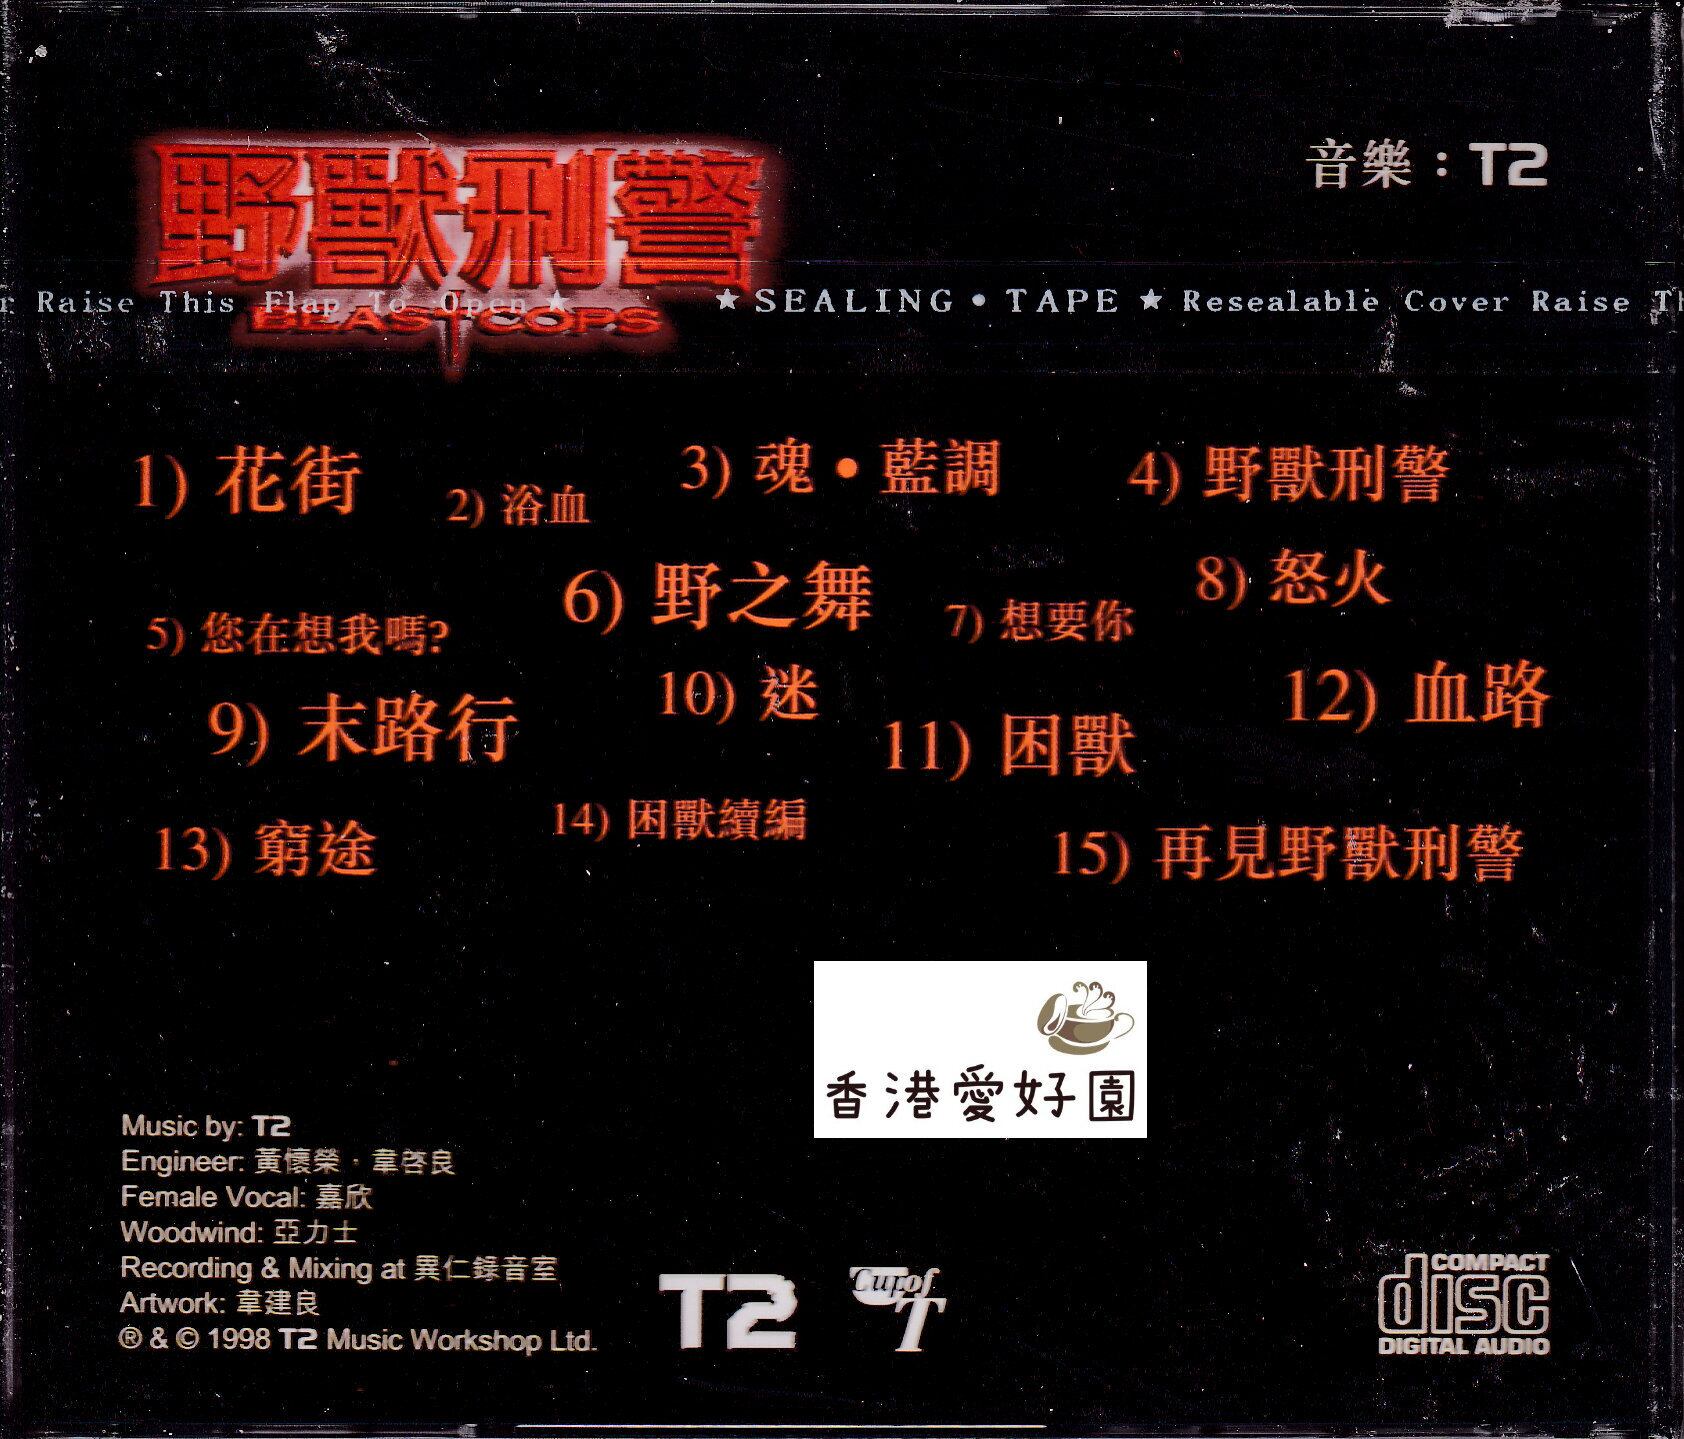 野獸刑警
音樂：T2
r Raise This Flap To Open ★ ★ SEALING • TAPE ★ Resealable Cover Raise Th
BEAST COPS
1) 花街
2) 浴血
3) 魂•藍調
4) 野獸刑警
5) 您在想我嗎?
6) 野之舞
7) 想要你
8) 怒火
9) 末路行
10) 迷
11) 困獸
12) 血路
13) 窮途
14) 困獸續編
15) 再見野獸刑警
香港愛好園
Music by: T2
Engineer: 黃懷榮・韋啓良
Female Vocal: 嘉欣
Woodwind: 亞力士
Recording & Mixing at 異仁錄音室
Artwork: 韋建良
® & © 1998 T2 Music Workshop Ltd.
T2
Cup of T
COMPACT
disc
DIGITAL AUDIO